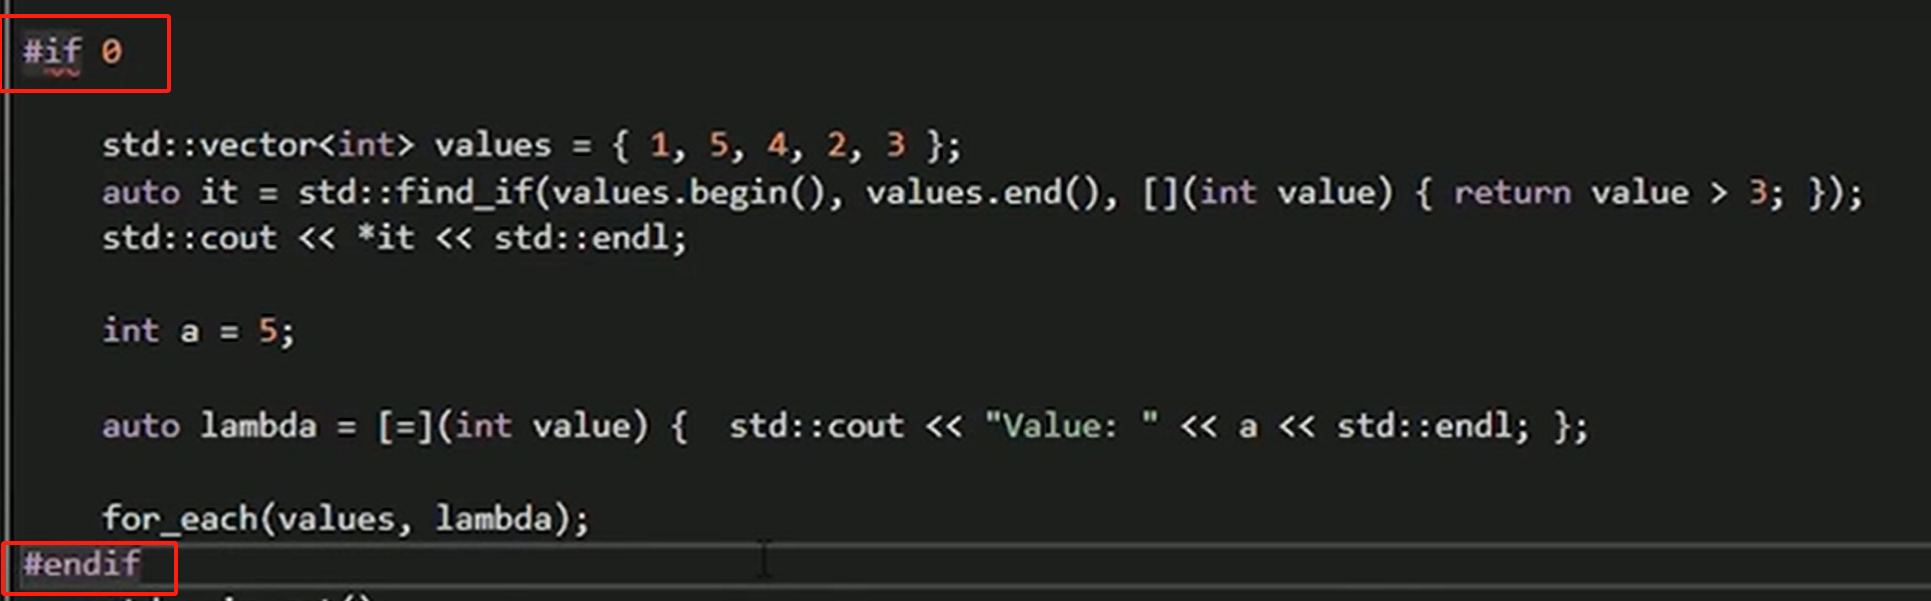 #if 0
std::vector<int> values = { 1, 5, 4, 2, 3 };
auto it = std::find_if(values.begin(), values.end(), [](int value) { return value > 3; });
std::cout << *it << std::endl;
int a = 5;
auto lambda = [=](int value) {  std::cout << "Value: " << a << std::endl; };
for_each(values, lambda);
#endif